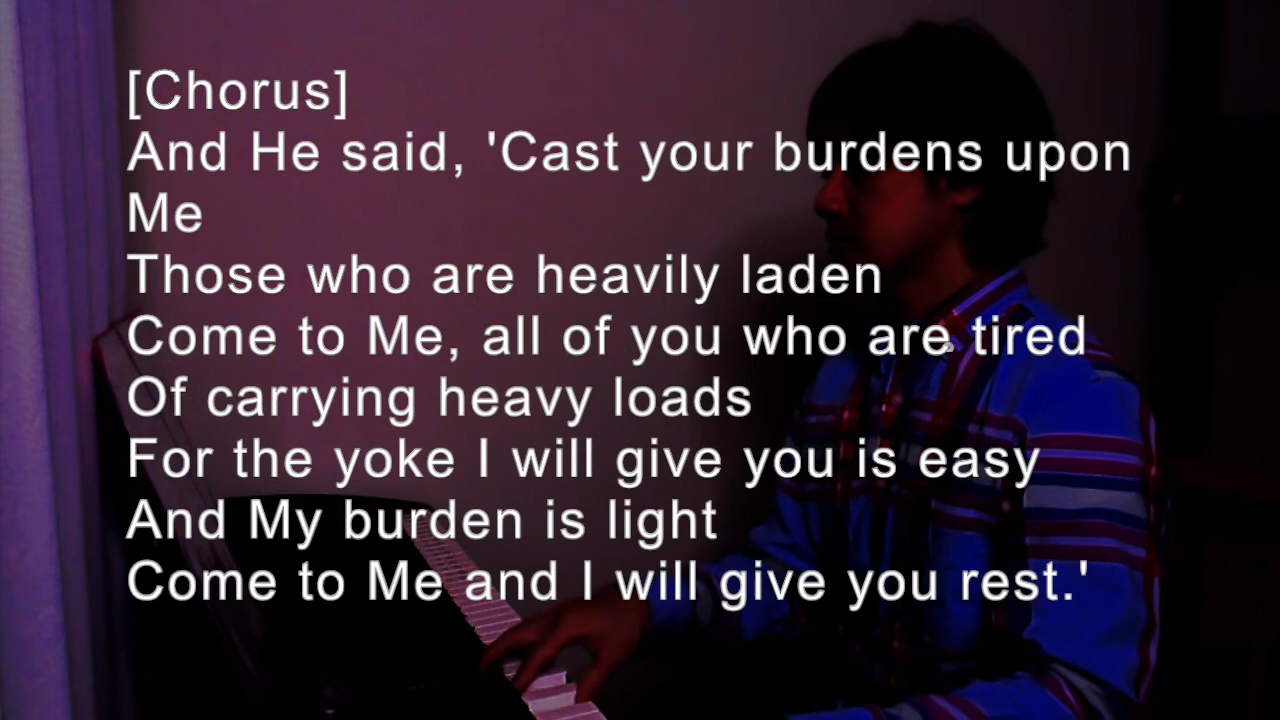 [Chorus]
And He said, 'Cast your burdens upon
Me
Those who are heavily laden
Come to Me, all of you who are tired
Of carrying heavy loads
For the yoke I will give you is easy
And My burden is light
Come to Me and I will give you rest.'